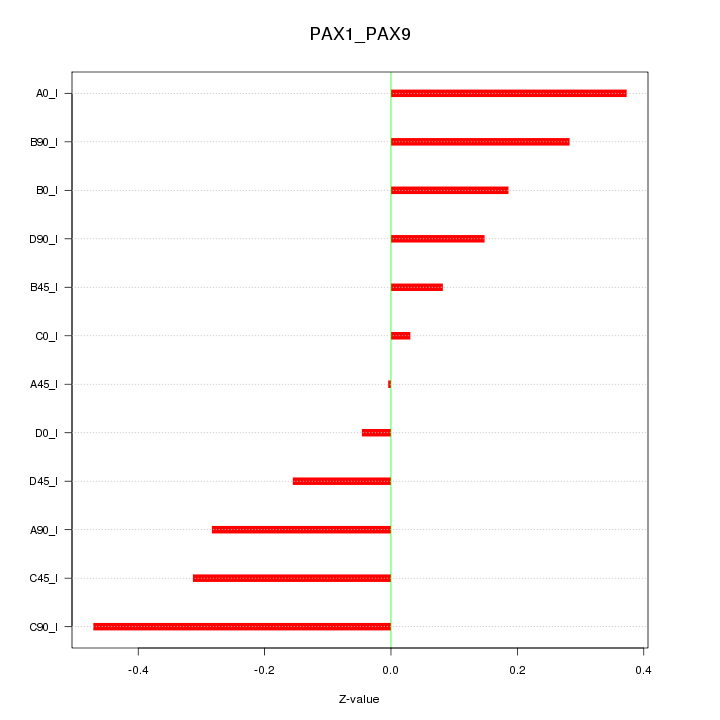 PAX1_PAX9
A0_I
B90_I
B0_I
D90_I
B45_I
C0_I
A45_I
D0_I
D45_I
A90_I
C45_I
C90_I
-0.4 -0.2 0.0 0.2 0.4
Z-value